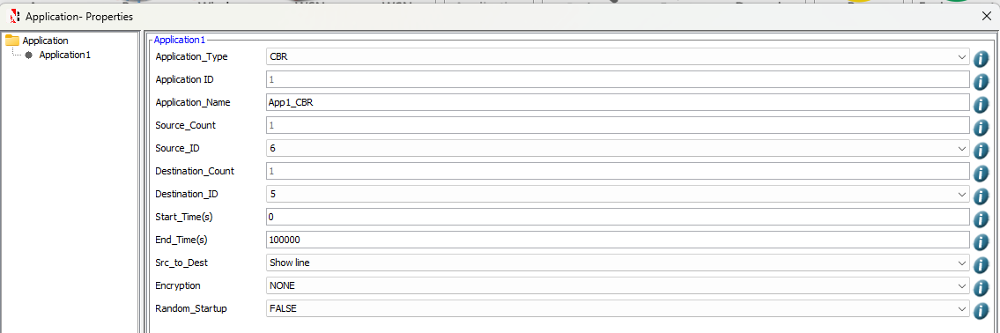 Application- Properties
Application
Application1
Application1
Application_Type CBR
Application ID 1
Application_Name App1_CBR
Source_Count 1
Source_ID 6
Destination_Count 1
Destination_ID 5
Start_Time(s) 0
End_Time(s) 100000
Src_to_Dest Show line
Encryption NONE
Random_Startup FALSE